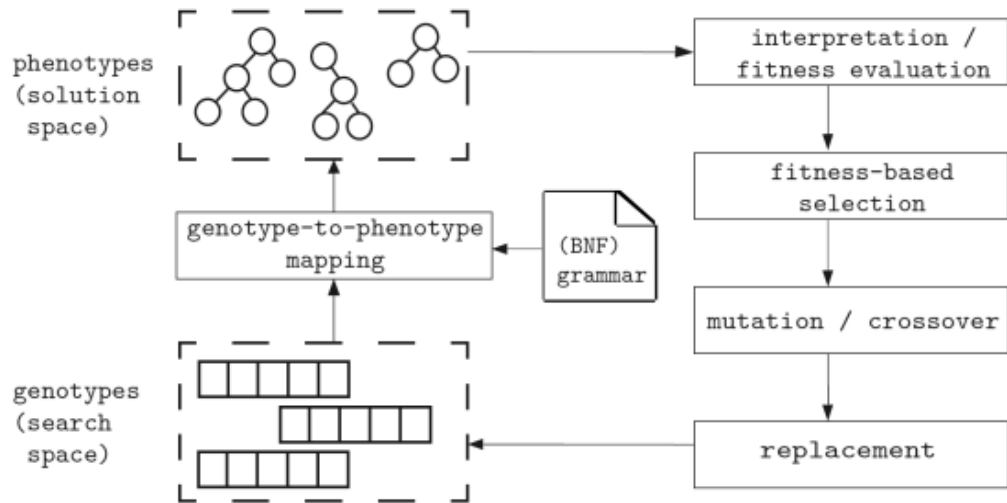 phenotypes
(solution
space)
interpretation /
fitness evaluation
fitness-based
selection
genotype-to-phenotype
mapping
(BNF)
grammar
mutation / crossover
genotypes
(search
space)
replacement